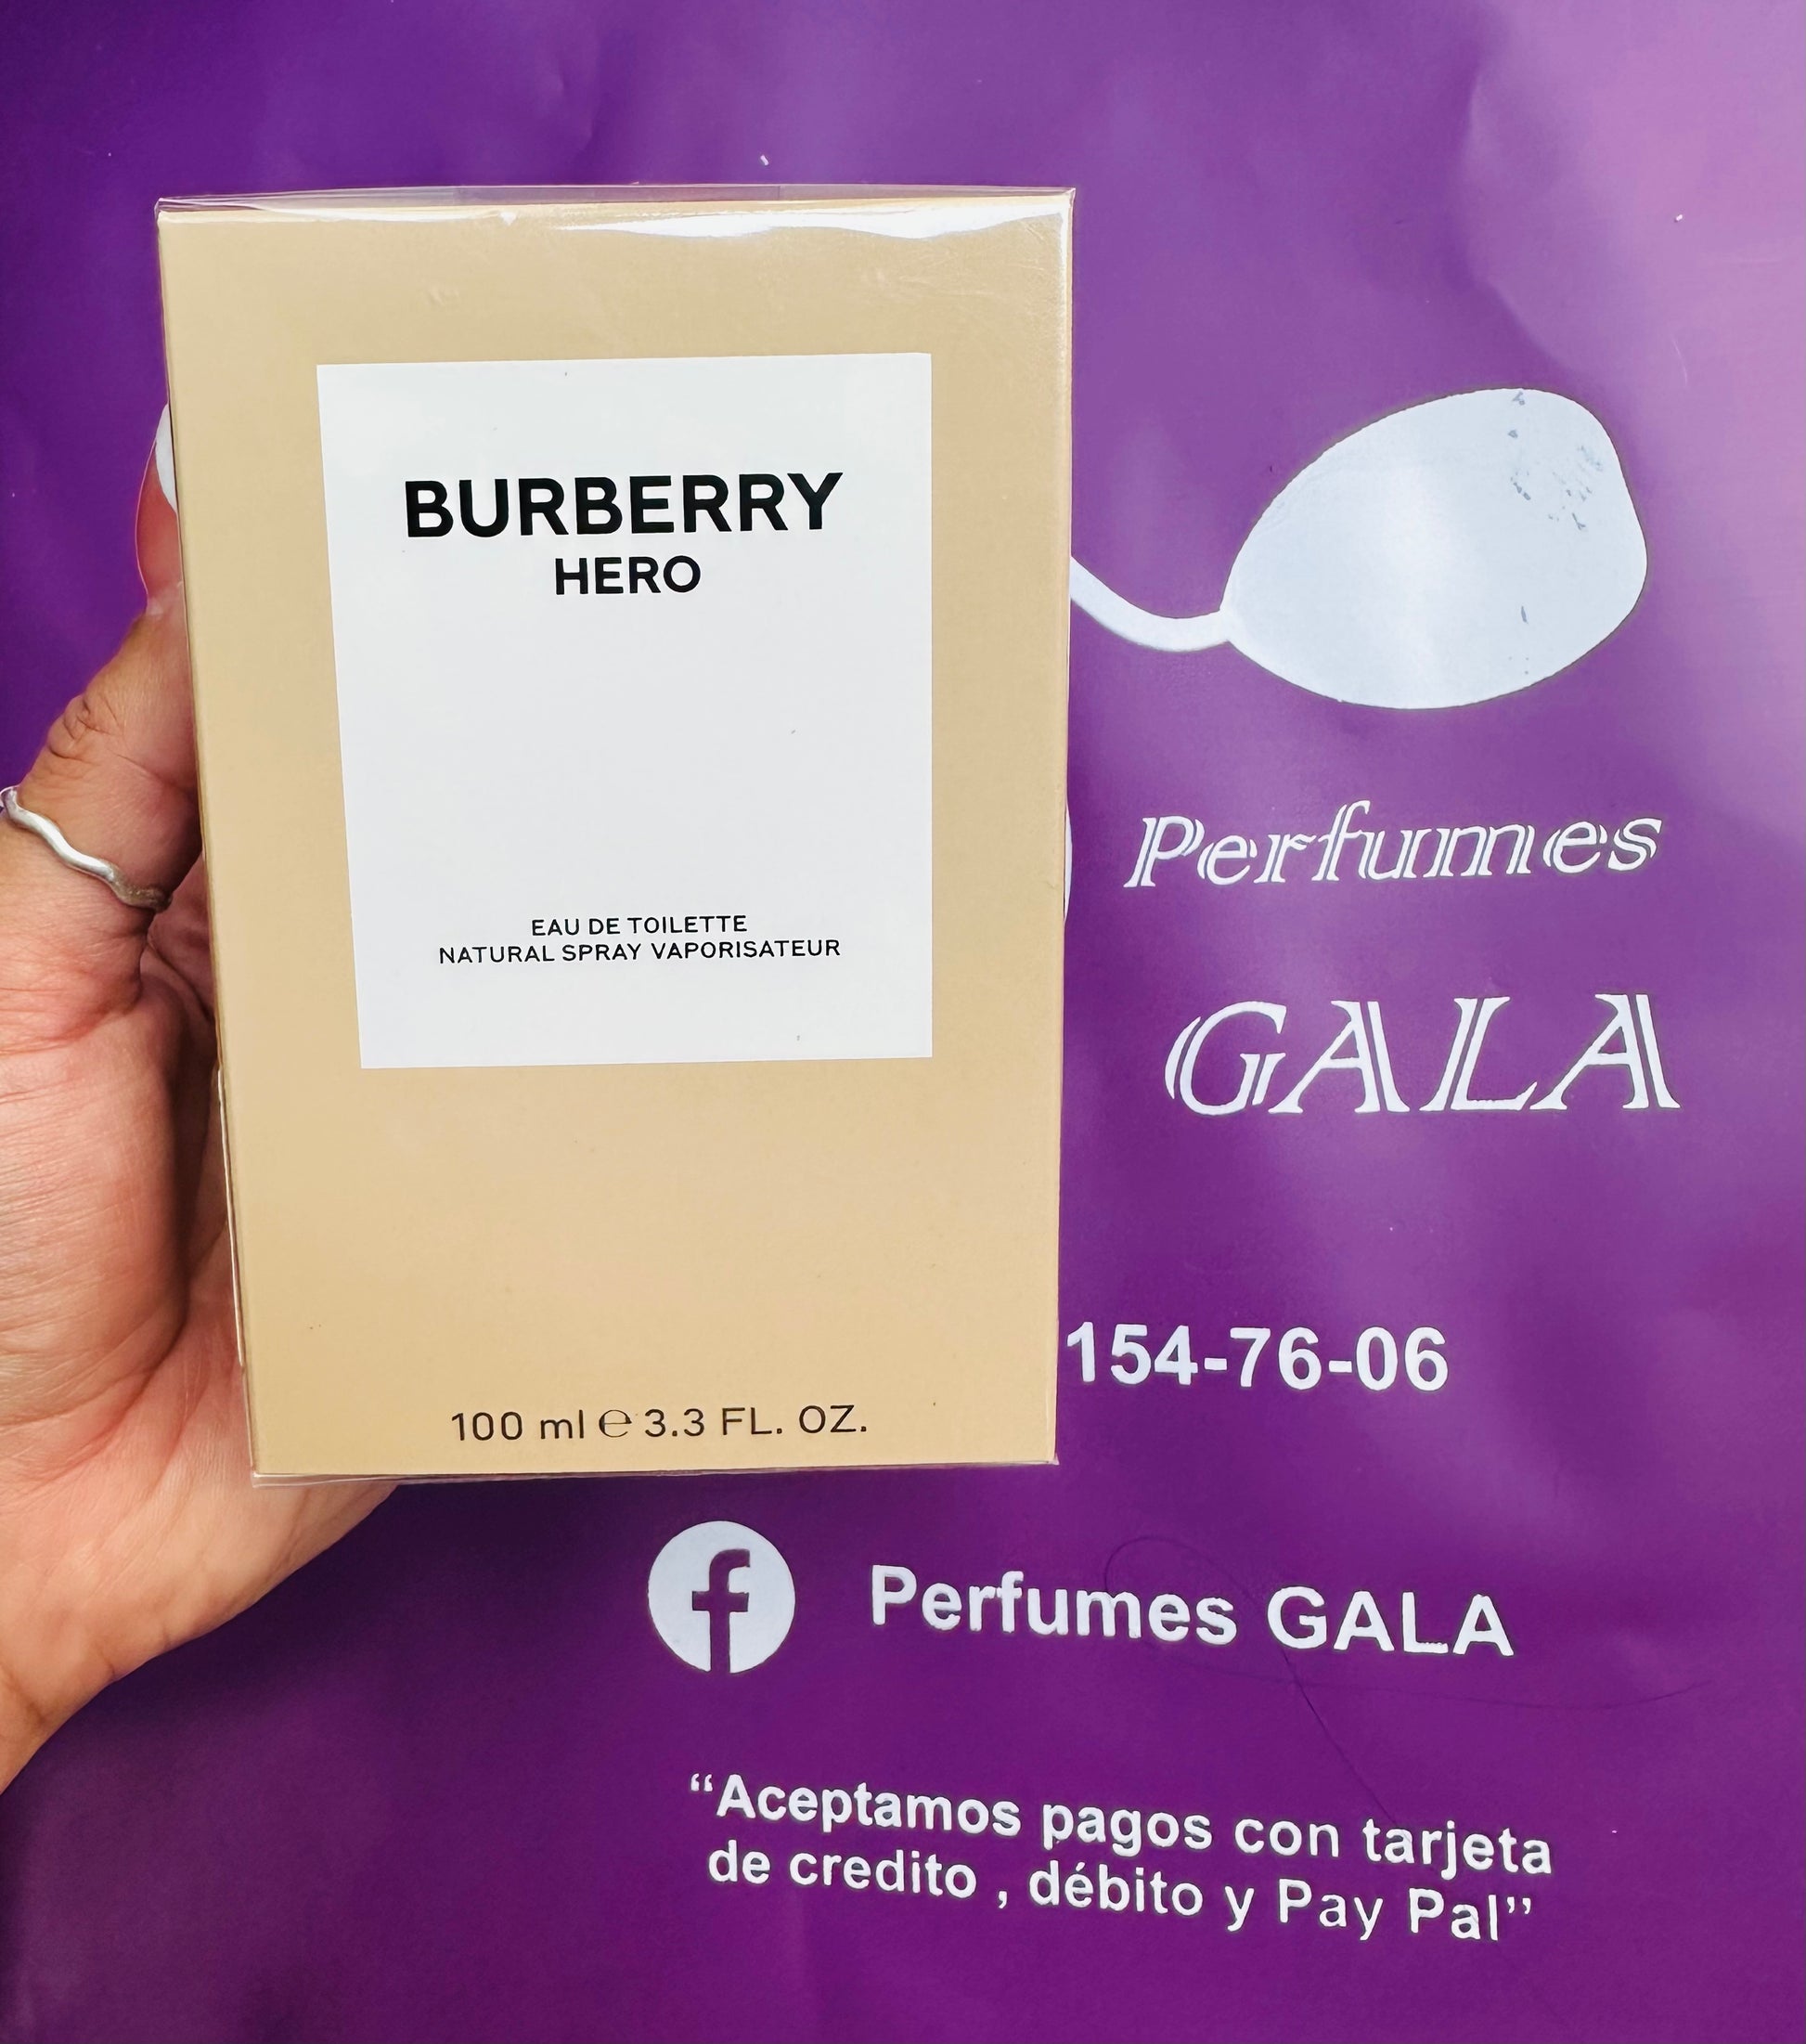 BURBERRY
HERO
EAU DE TOILETTE
NATURAL SPRAY VAPORISATEUR
100 ml ℮ 3.3 FL. OZ.
Perfumes
GALA
154-76-06
f Perfumes GALA
“Aceptamos pagos con tarjeta
de credito , débito y Pay Pal”